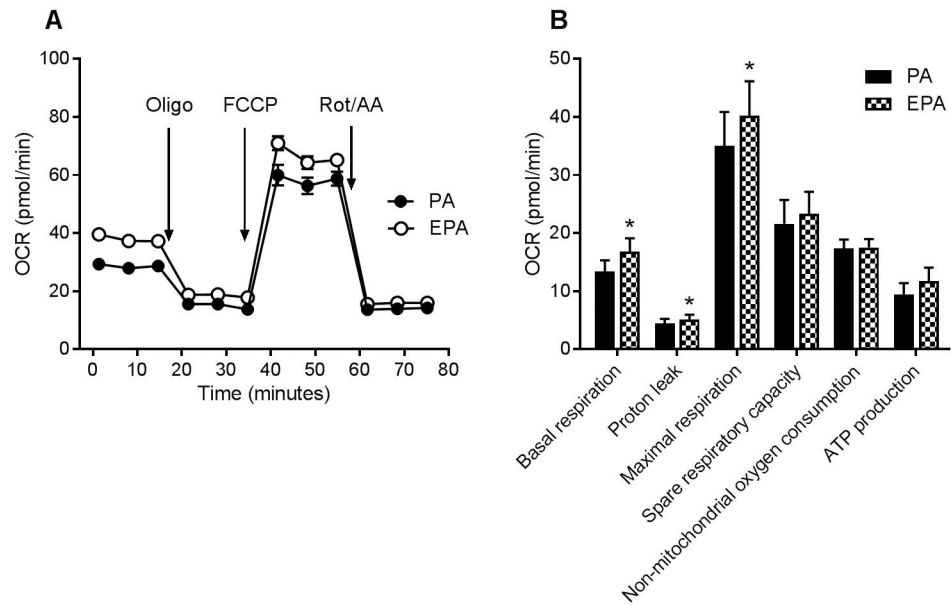 A
100
80
60
40
20
0
OCR (pmol/min)
Oligo
FCCP
Rot/AA
PA
EPA
0 10 20 30 40 50 60 70 80
Time (minutes)
B
50
40
30
20
10
0
OCR (pmol/min)
* * * 
PA
EPA
Basal respiration
Proton leak
Maximal respiration
Spare respiratory capacity
Non-mitochondrial oxygen consumption
ATP production